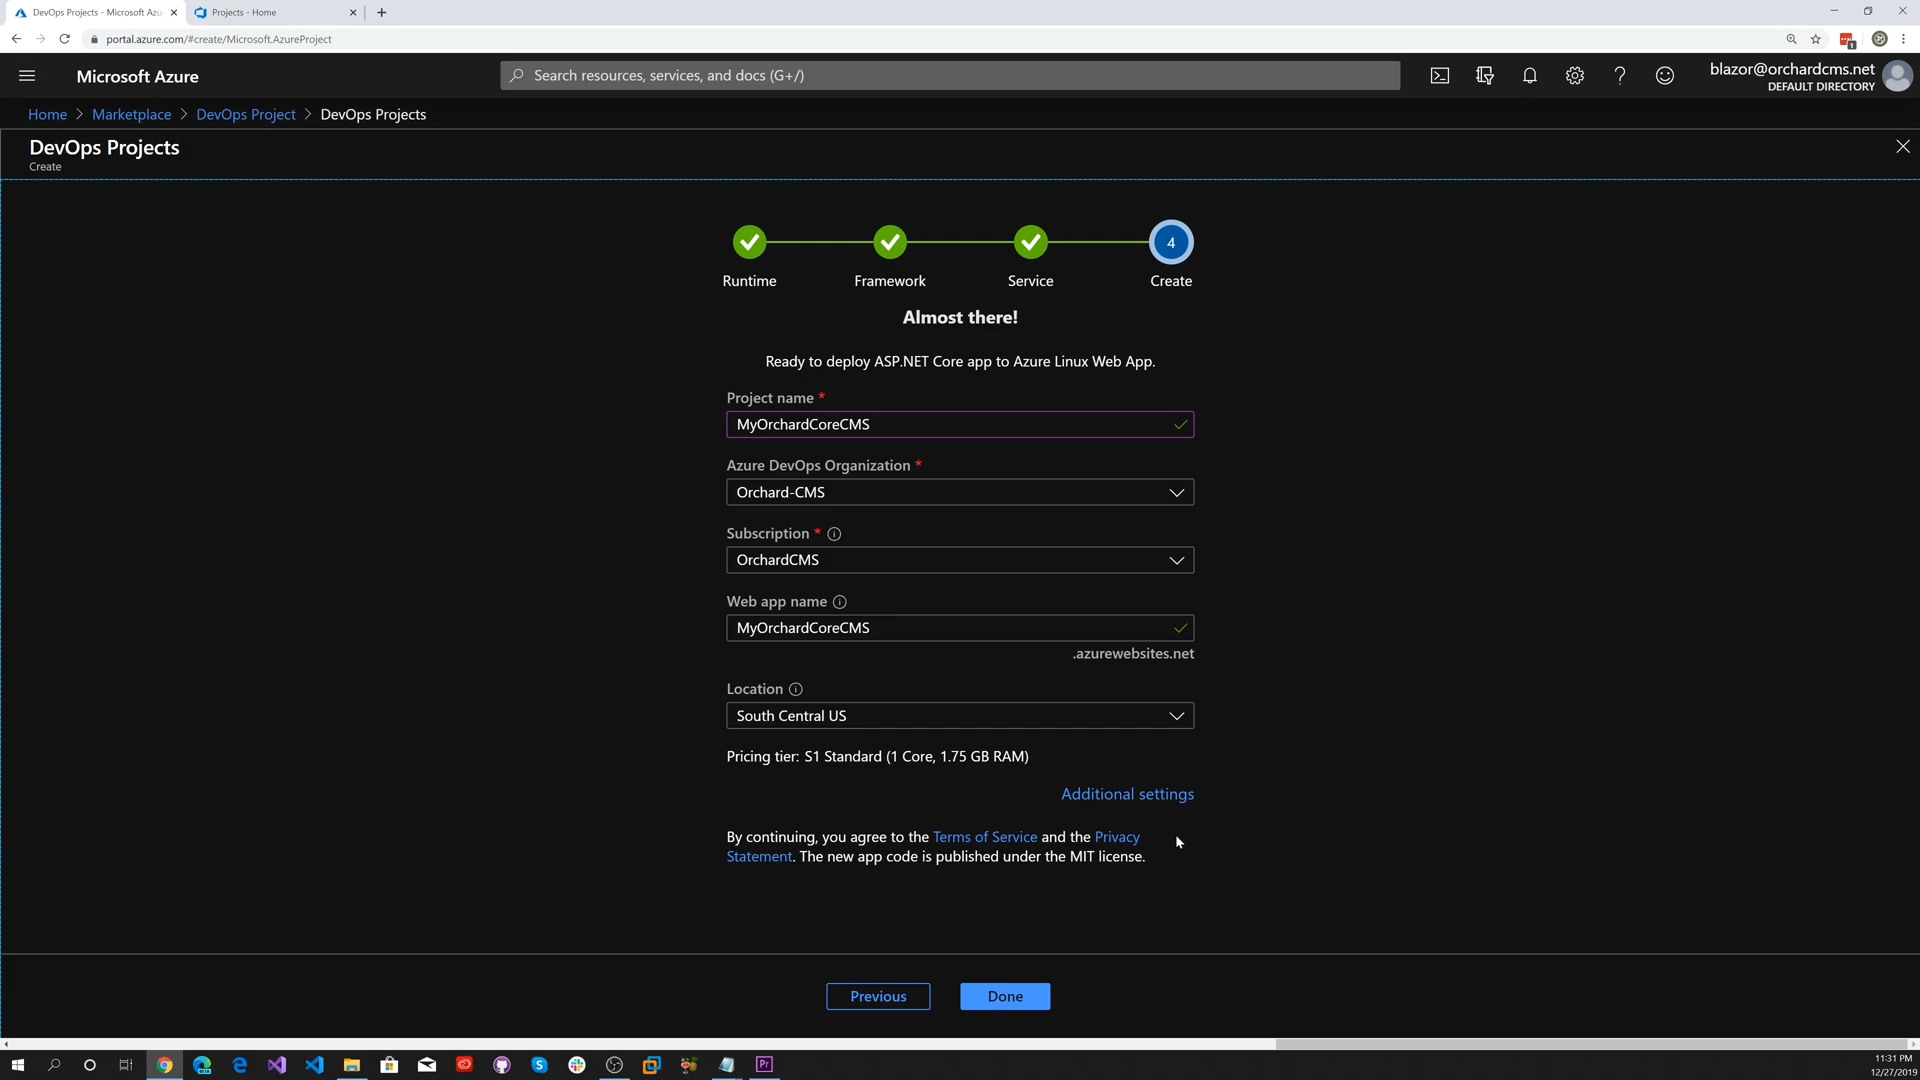 DevOps Projects - Microsoft Azu
Projects - Home
portal.azure.com/#create/Microsoft.AzureProject
Microsoft Azure
Search resources, services, and docs (G+/)
blazor@orchardcms.net
DEFAULT DIRECTORY
Home > Marketplace > DevOps Project > DevOps Projects
DevOps Projects
Create
4
Runtime Framework Service Create
Almost there!
Ready to deploy ASP.NET Core app to Azure Linux Web App.
Project name *
MyOrchardCoreCMS
Azure DevOps Organization *
Orchard-CMS
Subscription *
OrchardCMS
Web app name
MyOrchardCoreCMS
.azurewebsites.net
Location
South Central US
Pricing tier: S1 Standard (1 Core, 1.75 GB RAM)
Additional settings
By continuing, you agree to the Terms of Service and the Privacy
Statement. The new app code is published under the MIT license.
Previous Done
Pr
11:31 PM
12/27/2019